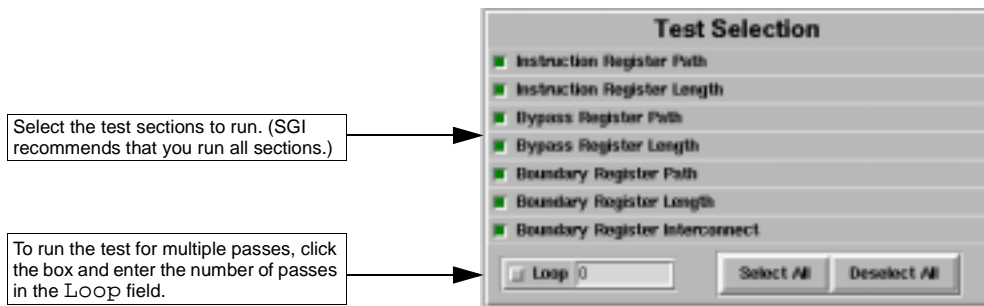 Test Selection
Instruction Register Path
Instruction Register Length
Select the test sections to run. (SGI
recommends that you run all sections.)
Bypass Register Path
Bypass Register Length
Boundary Register Path
Boundary Register Length
Boundary Register Interconnect
To run the test for multiple passes, click
the box and enter the number of passes
in the Loop field.
Loop 0
Select All
Deselect All